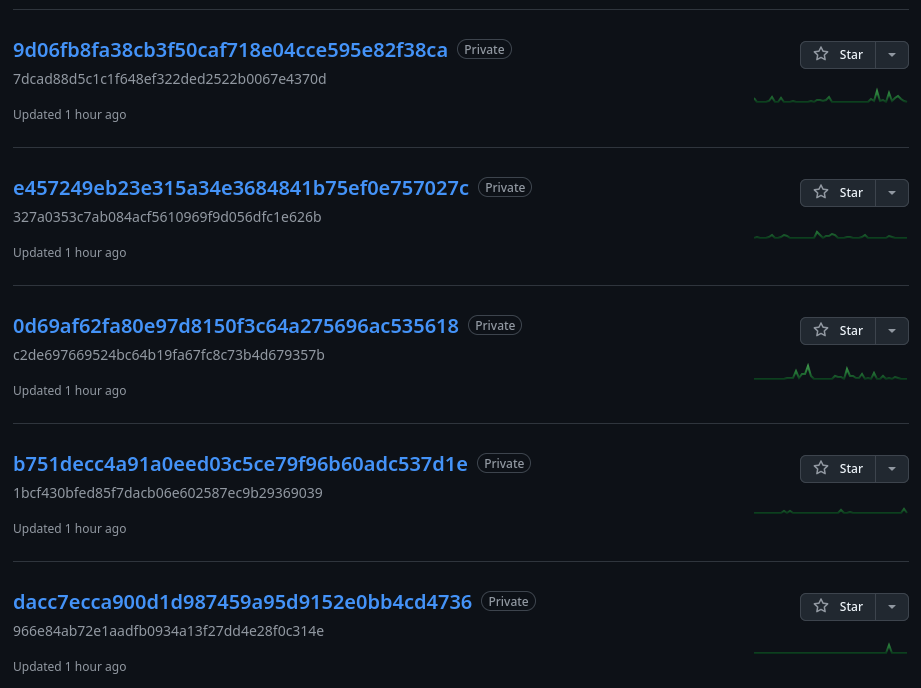 9d06fb8fa38cb3f50caf718e04cce595e82f38ca Private Star
7dcad88d5c1c1f648ef322ded2522b0067e4370d
Updated 1 hour ago
e457249eb23e315a34e3684841b75ef0e757027c Private Star
327a0353c7ab084acf5610969f9d056dfc1e626b
Updated 1 hour ago
0d69af62fa80e97d8150f3c64a275696ac535618 Private Star
c2de697669524bc64b19fa67fc8c73b4d679357b
Updated 1 hour ago
b751decc4a91a0eed03c5ce79f96b60adc537d1e Private Star
1bcf430bfed85f7dacb06e602587ec9b29369039
Updated 1 hour ago
dacc7ecca900d1d987459a95d9152e0bb4cd4736 Private Star
966e84ab72e1aadfb0934a13f27dd4e28f0c314e
Updated 1 hour ago